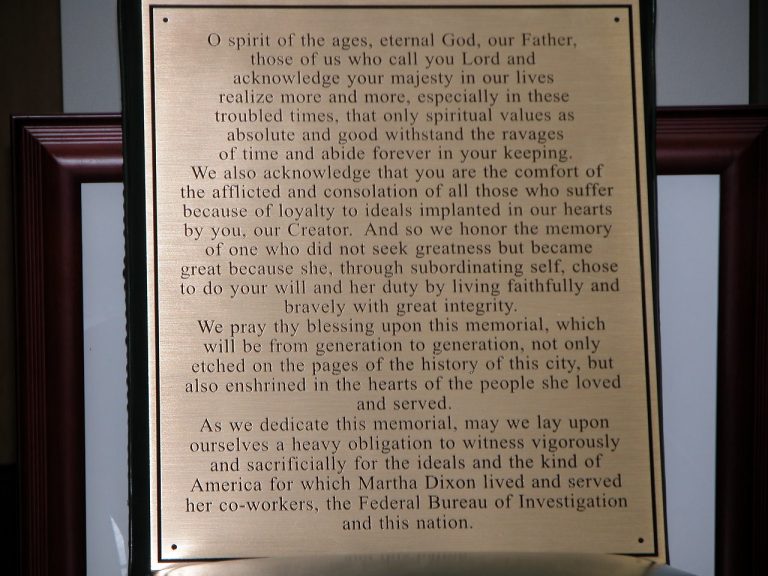 O spirit of the ages, eternal God, our Father,
those of us who call you Lord and
acknowledge your majesty in our lives
realize more and more, especially in these
troubled times, that only spiritual values as
absolute and good withstand the ravages
of time and abide forever in your keeping.
We also acknowledge that you are the comfort of
the afflicted and consolation of all those who suffer
because of loyalty to ideals implanted in our hearts
by you, our Creator. And so we honor the memory
of one who did not seek greatness but became
great because she, through subordinating self, chose
to do your will and her duty by living faithfully and
bravely with great integrity.
We pray thy blessing upon this memorial, which
will be from generation to generation, not only
etched on the pages of the history of this city, but
also enshrined in the hearts of the people she loved
and served.
As we dedicate this memorial, may we lay upon
ourselves a heavy obligation to witness vigorously
and sacrificially for the ideals and the kind of
America for which Martha Dixon lived and served
her co-workers, the Federal Bureau of Investigation
and this nation.